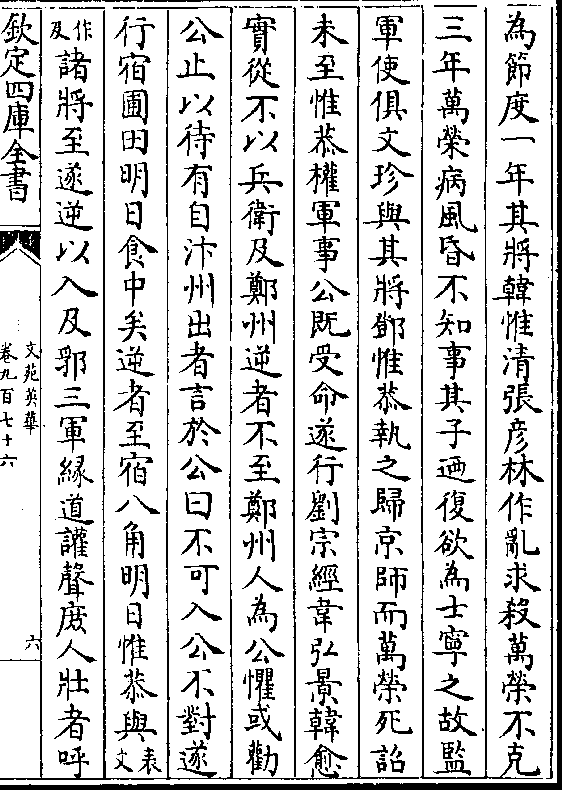 為節度一年其將韓惟清張彦林作亂求殺萬榮不克
三年萬榮病風昏不知事其子迺復欲為士寧之故監
軍使俱文珍與其將鄧惟恭執之歸京師而萬榮死詔
未至惟恭權軍事公既受命遂行劉宗經韋弘景韓愈
實從不以兵衛及鄭州逆者不至鄭州人為公懼或勸
公止以待有自汴州出者言於公曰不可入公不對遂
行宿圃田明日食中矣逆者至宿八角明日惟恭與表文
作及諸將至遂逆以入及郛三軍緣道讙聲庶人壯者呼
欽定四庫全書
文苑英華
卷九百七十六
六